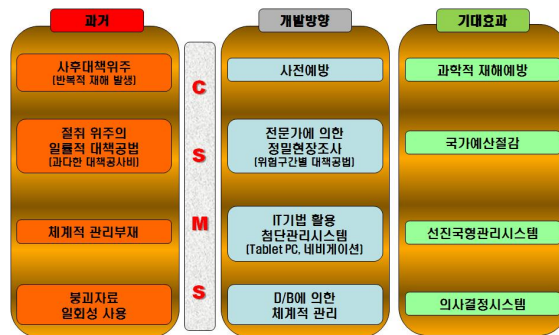 과거
사후대책위주
(반복적 재해 발생)
절취 위주의
일률적 대책공법
(과다한 대책공사비)
체계적 관리부재
붕괴자료
일회성 사용
C
S
M
S
개발방향
사전예방
전문가에 의한
정밀현장조사
(위험구간별 대책공법)
IT기법 활용
첨단관리시스템
(Tablet PC, 네비게이션)
D/B에 의한
체계적 관리
기대효과
과학적 재해예방
국가예산절감
선진국형관리시스템
의사결정시스템